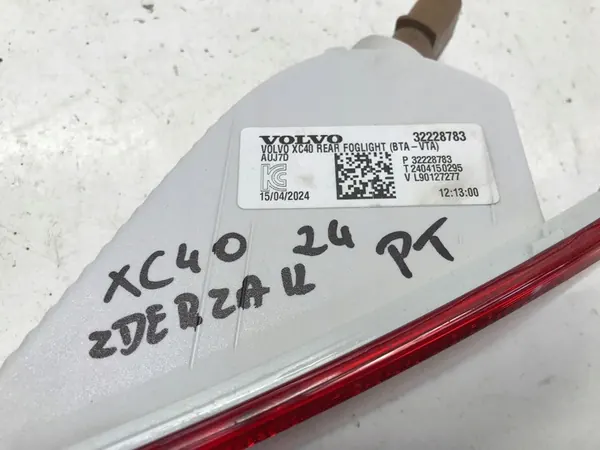 VOLVO 32228783
VOLVO XC40 REAR FOGLIGHT (BTA-VTA)
AUJ7D
P 32228783
T 2404150295
V L90127277
15/04/2024 12:13:00
XC40 24 PT
ZDERZAK